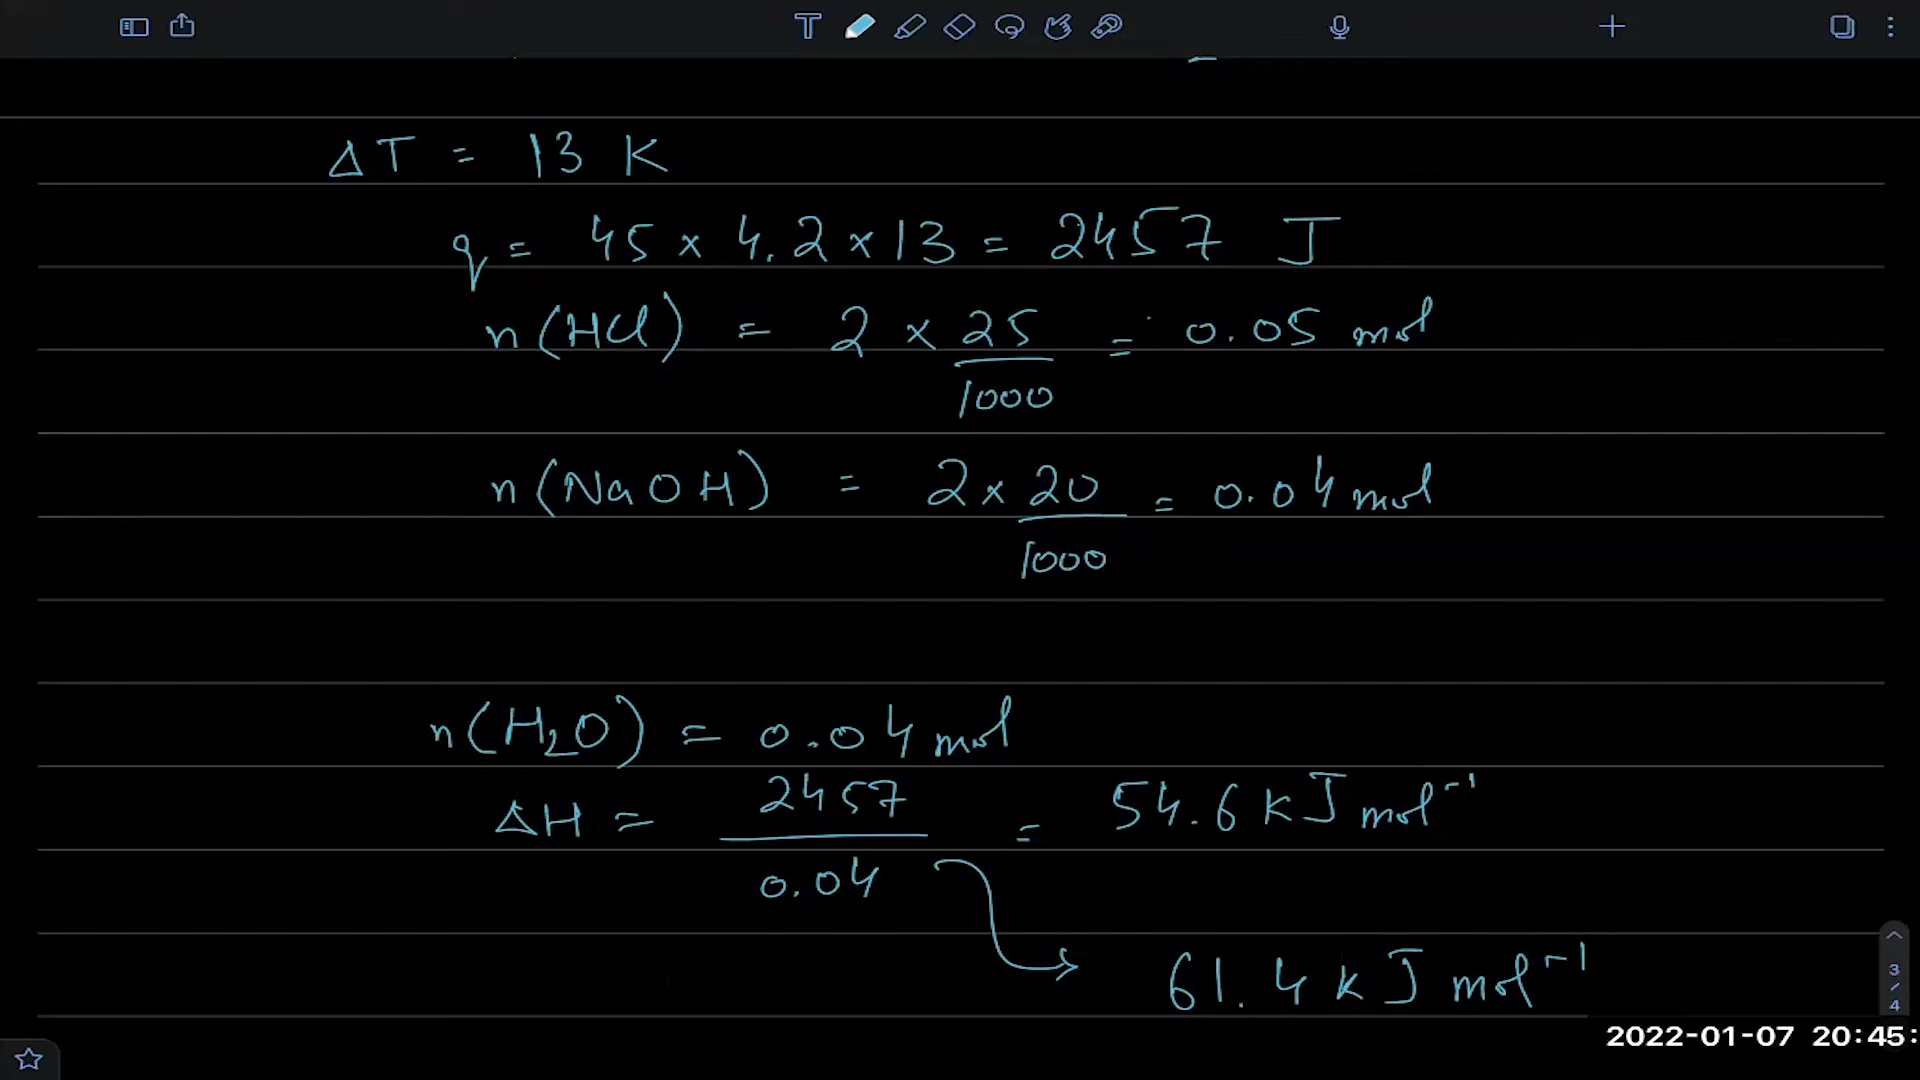 ΔT = 13 K
q = 45 × 4.2 × 13 = 2457 J
n(HCl) = 2 × 25/1000 = 0.05 mol
n(NaOH) = 2 × 20/1000 = 0.04 mol
n(H₂O) = 0.04 mol
ΔH = 2457/0.04 = 54.6 kJ mol⁻¹
61.4 kJ mol⁻¹
3/4
2022-01-07 20:45: